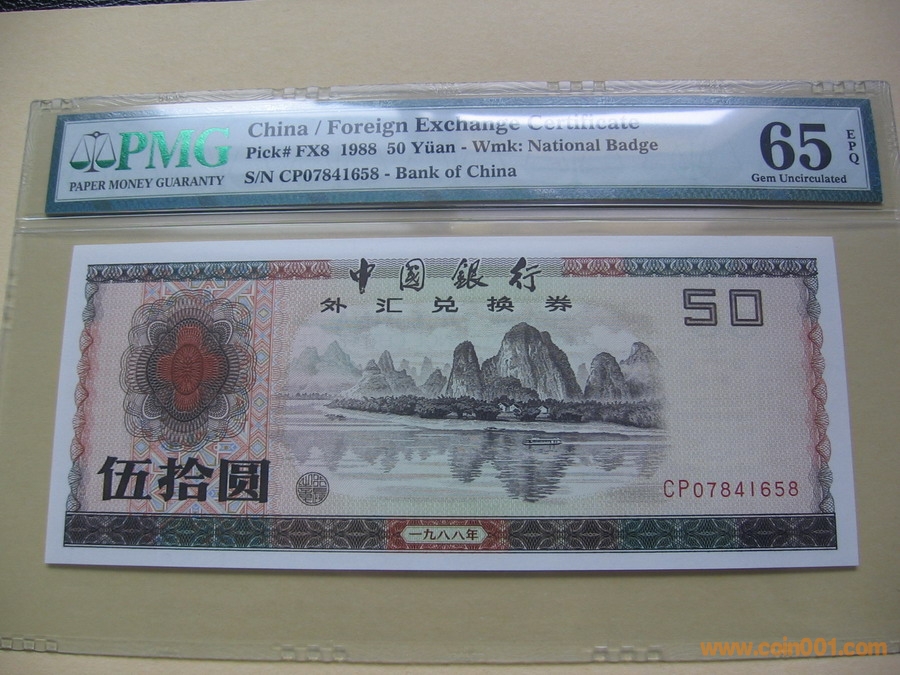 PMG
PAPER MONEY GUARANTY
China / Foreign Exchange Certificate
Pick# FX8 1988 50 Yüan - Wmk: National Badge
S/N CP07841658 - Bank of China
65
EPQ
Gem Uncirculated
中國銀行
外汇兑换券
50
伍拾圆
CP07841658
一九八八年
www.coin001.com